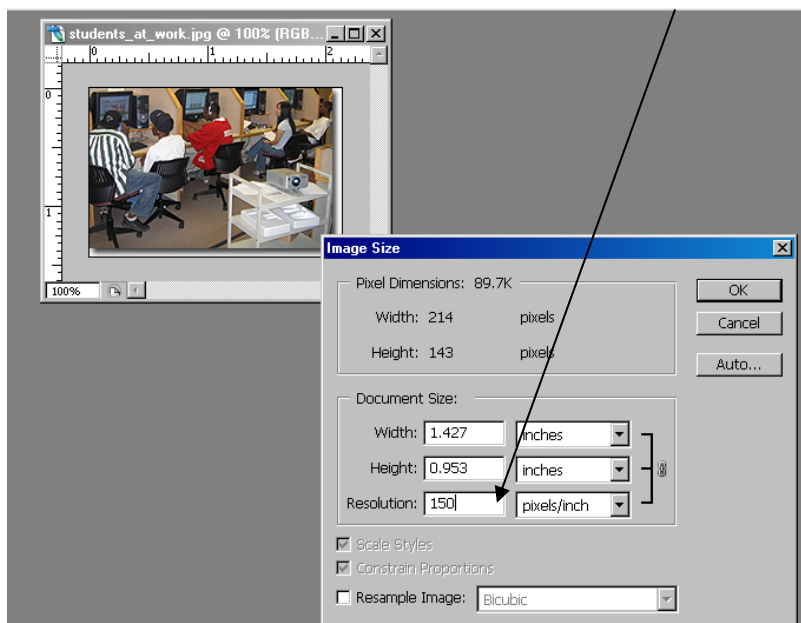 students_at_work.jpg @ 100% (RGB...
0 1 2
0
1
100%
Image Size
Pixel Dimensions: 89.7K
Width: 214 pixels
Height: 143 pixels
Document Size:
Width: 1.427 inches
Height: 0.953 inches
Resolution: 150 pixels/inch
Scale Styles
Constrain Proportions
Resample Image: Bicubic
OK
Cancel
Auto...